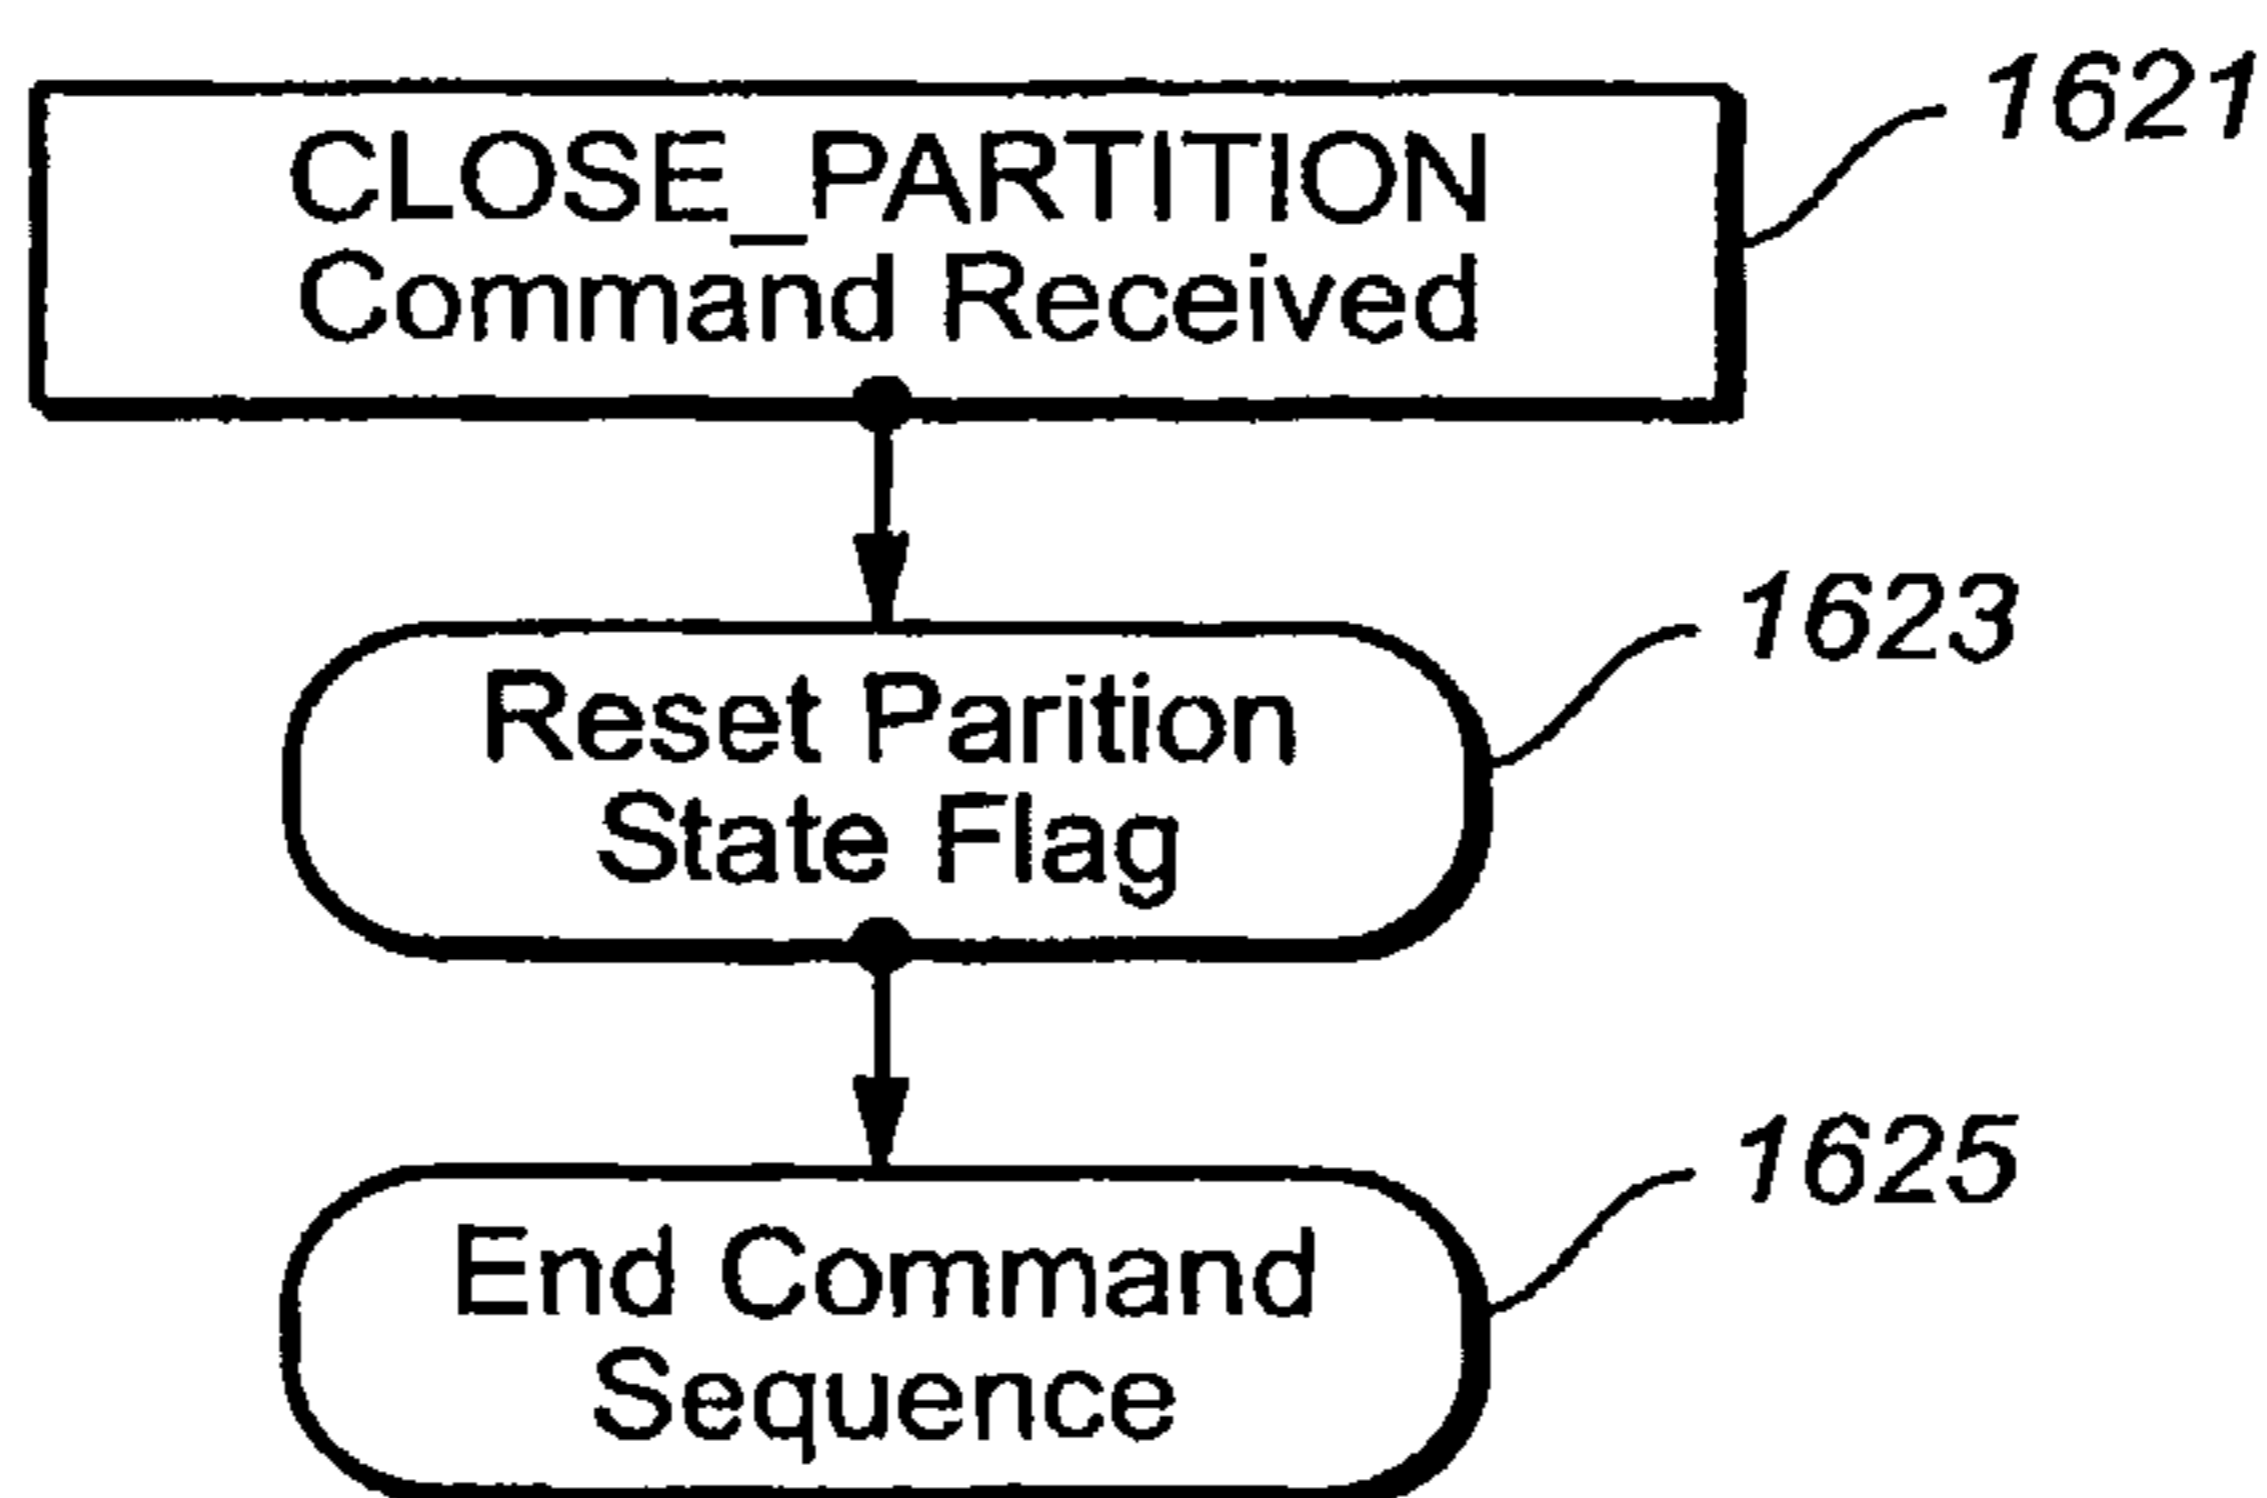 CLOSE_PARTITION
Command Received
1621
Reset Parition
State Flag
1623
End Command
Sequence
1625